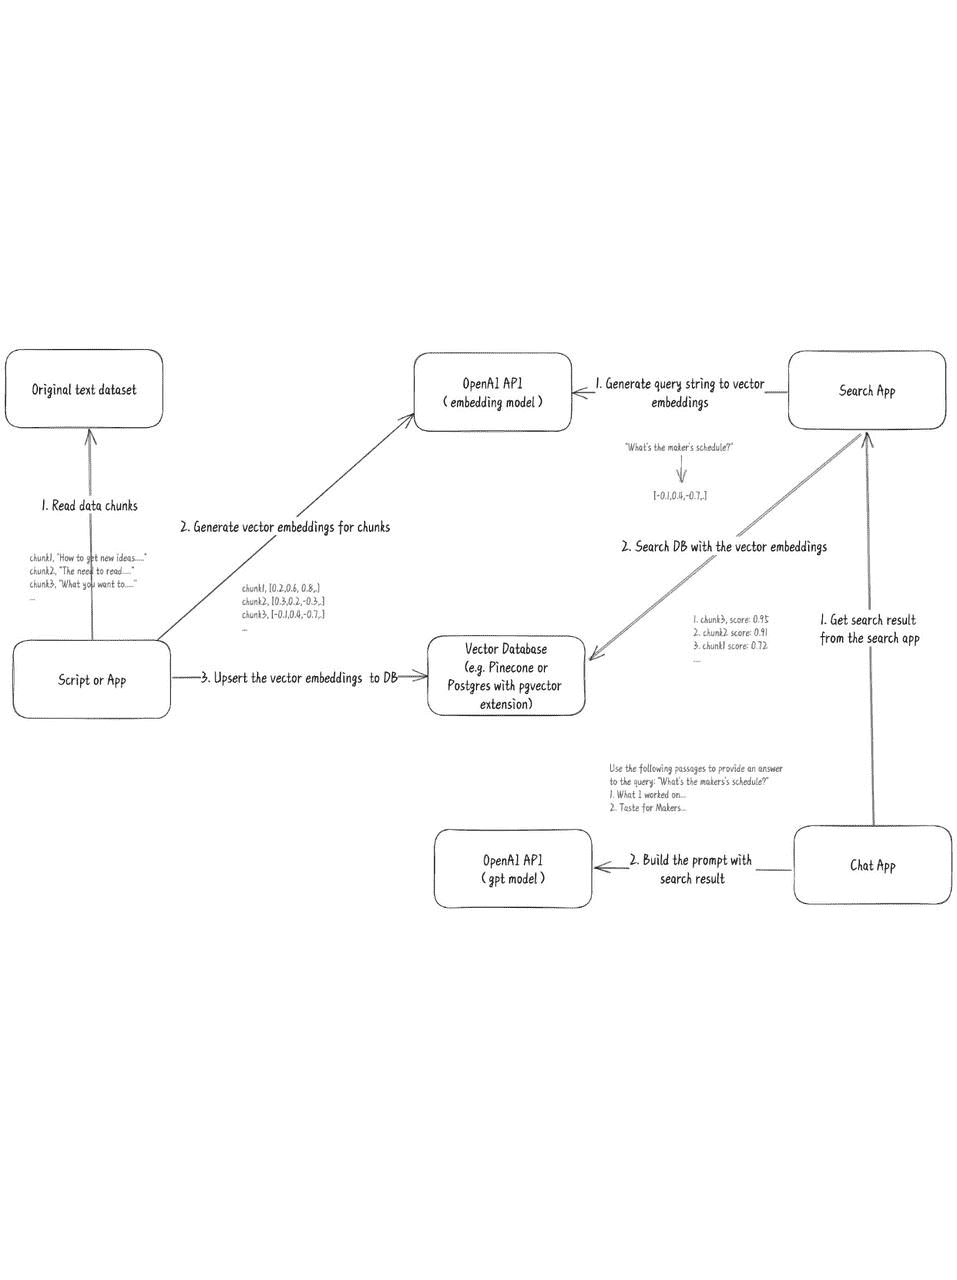 Original text dataset
OpenAI API
( embedding model )
1. Generate query string to vector
embeddings
Search App
"What's the maker's schedule?"
[-0.1,0.4,-0.7,.]
1. Read data chunks
2. Generate vector embeddings for chunks
2. Search DB with the vector embeddings
chunk1, "How to get new ideas....."
chunk2, "The need to read....."
chunk3, "What you want to....."
...
chunk1, [0.2,0.6, 0.8,.]
chunk2, [0.3,0.2,-0.3,.]
chunk3, [-0.1,0.4,-0.7,.]
...
1. chunk3, score: 0.95
2. chunk2 score: 0.91
3. chunk1 score: 0.72
....
1. Get search result
from the search app
Script or App
3. Upsert the vector embeddings to DB
Vector Database
(e.g. Pinecone or
Postgres with pgvector
extension)
Use the following passages to provide an answer
to the query: "What's the makers's schedule?"
1. What I worked on...
2. Taste for Makers...
OpenAI API
( gpt model )
2. Build the prompt with
search result
Chat App